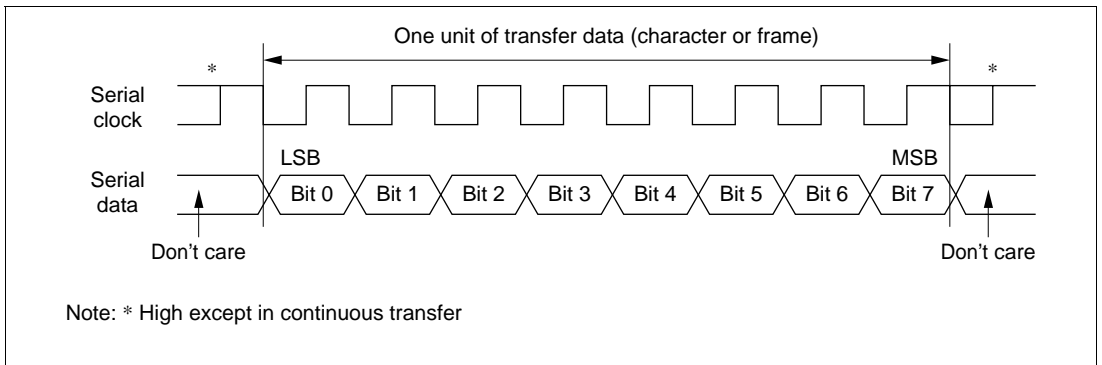 One unit of transfer data (character or frame)
*
*
Serial
clock
LSB
MSB
Serial
data
Bit 0 Bit 1 Bit 2 Bit 3 Bit 4 Bit 5 Bit 6 Bit 7
Don't care
Don't care
Note: * High except in continuous transfer